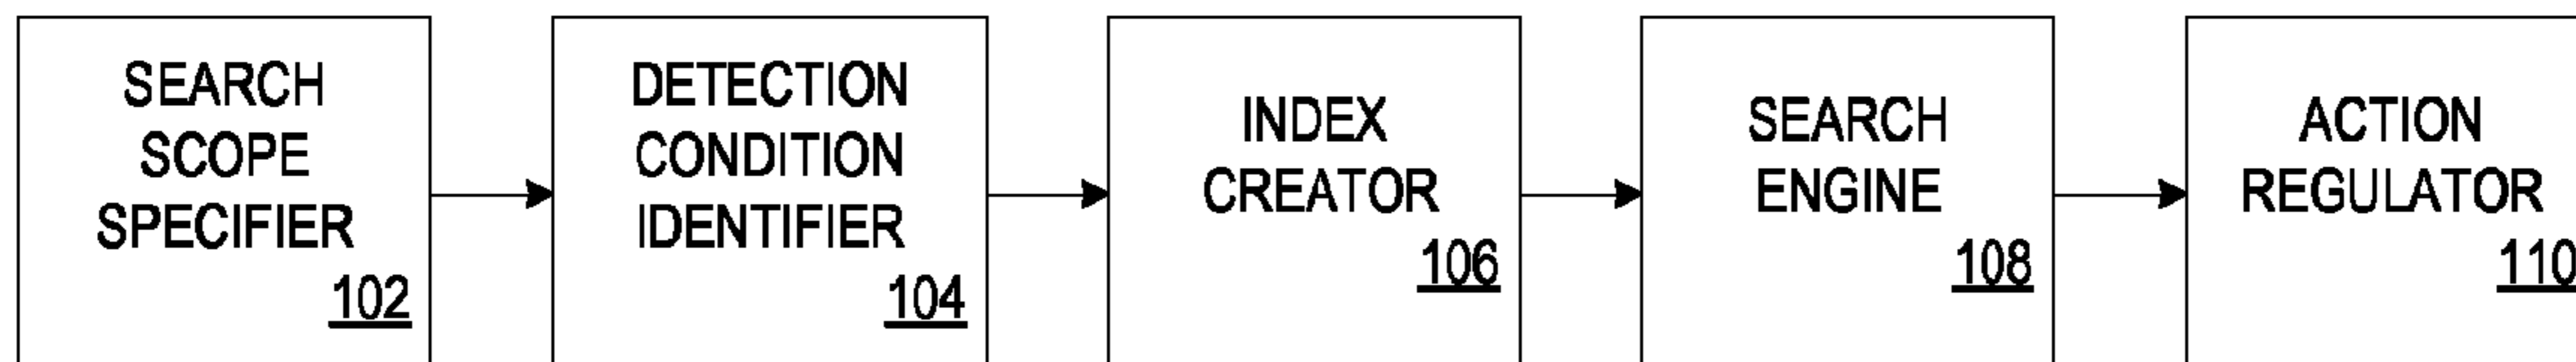 SEARCH
SCOPE
SPECIFIER
102
DETECTION
CONDITION
IDENTIFIER
104
INDEX
CREATOR
106
SEARCH
ENGINE
108
ACTION
REGULATOR
110